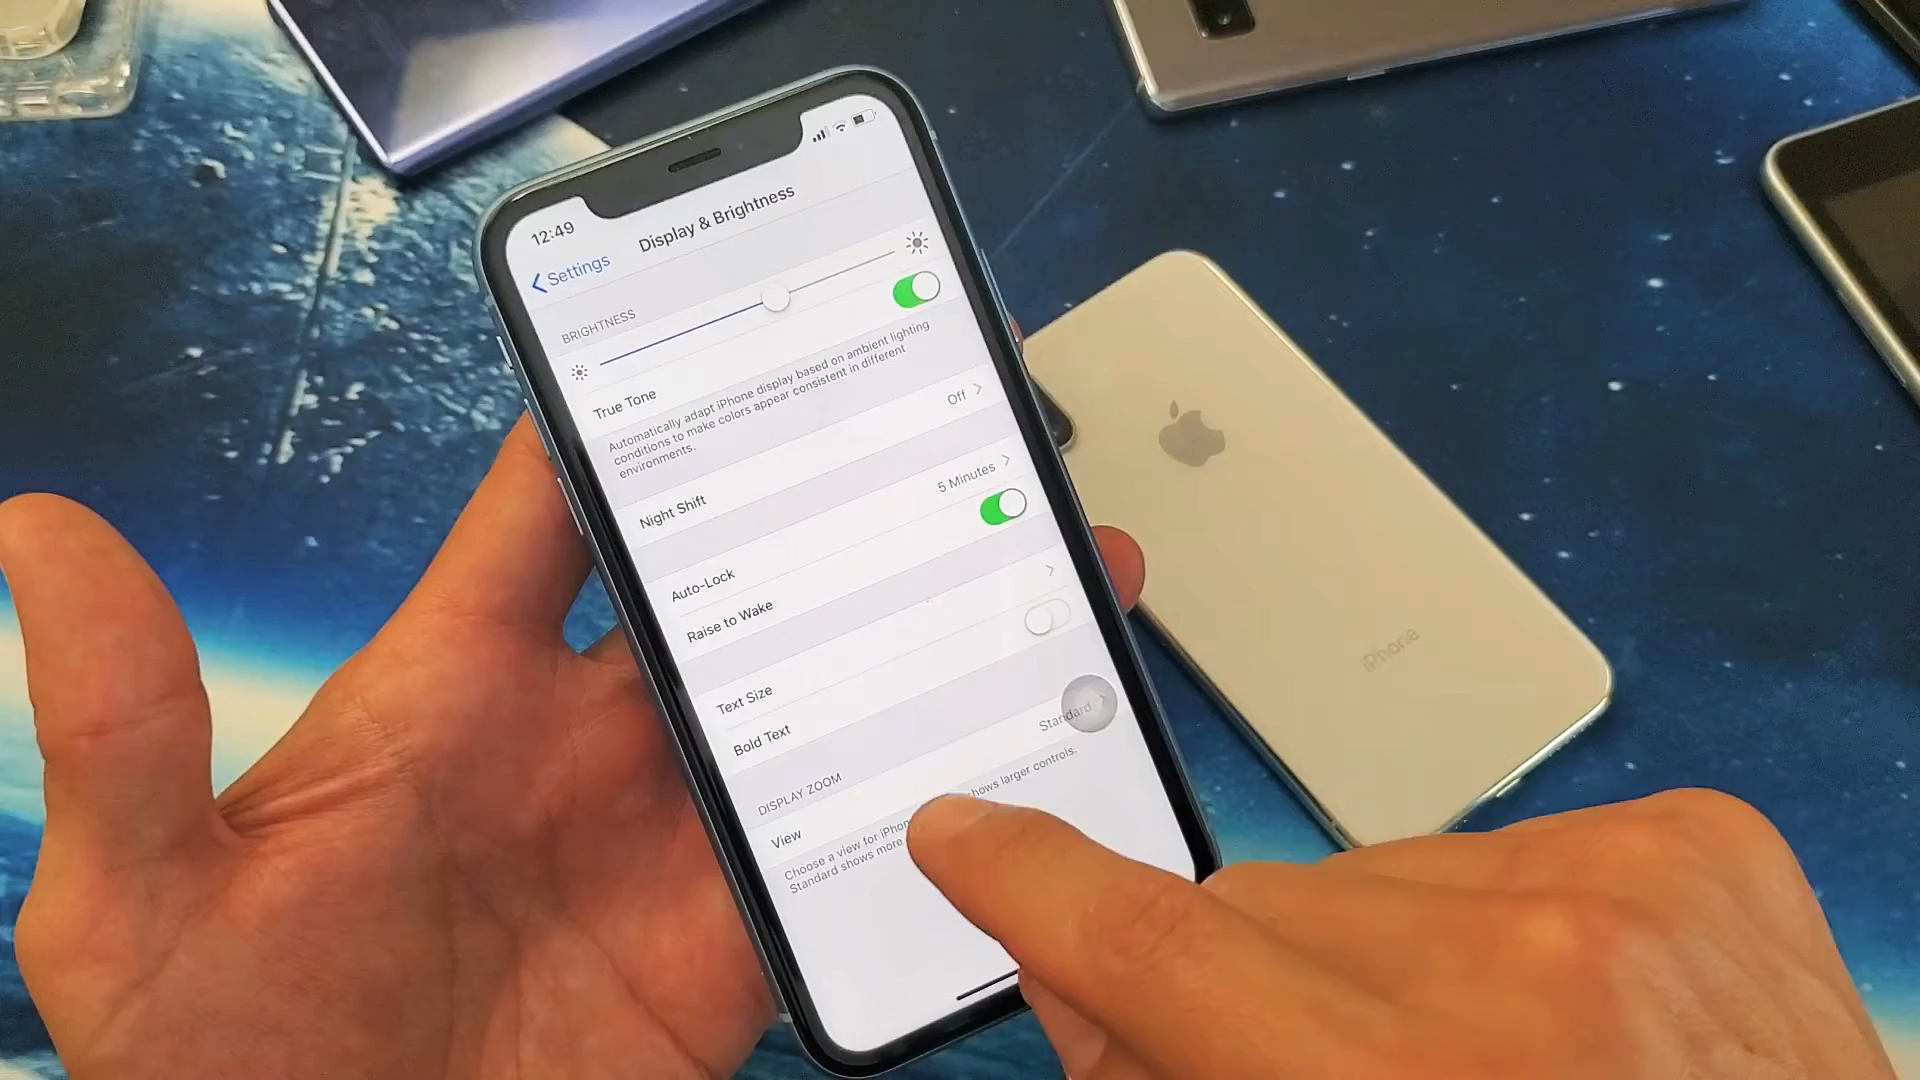 12:49
Settings
Display & Brightness
BRIGHTNESS
True Tone
Automatically adapt iPhone display based on ambient lighting
conditions to make colors appear consistent in different
environments.
Night Shift
Off
Auto-Lock
5 Minutes
Raise to Wake
Text Size
Bold Text
DISPLAY ZOOM
View
Standard
Choose a view for shows larger controls.
Standard shows more
iPhone